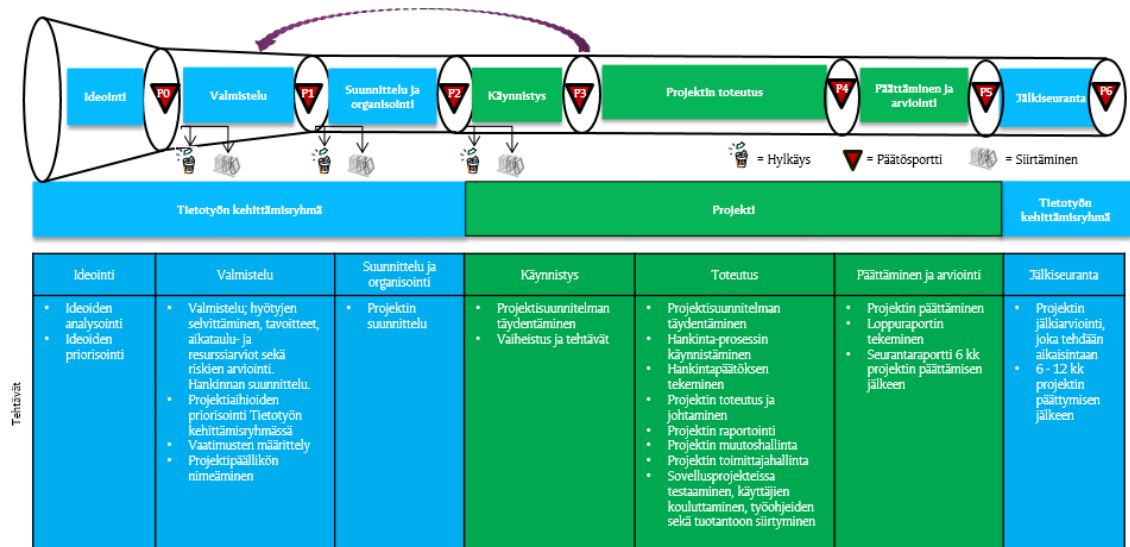 Ideointi
P0
Valmistelu
P1
Suunnittelu ja
organisointi
P2
Käynnistys
P3
Projektin toteutus
P4
Päättäminen ja
arviointi
P5
Jälkiseuranta
P6
= Hylkäys
= Päätösportti
= Siirtäminen
Tietotyön kehittämisryhmä
Projekti
Tietotyön
kehittämisryhmä
Tehtävät
Ideointi
• Ideoiden
analysointi
• Ideoiden
priorisointi
Valmistelu
• Valmistelu; hyötyjen
selvittäminen, tavoitteet,
aikataulu- ja
resurssiarviot sekä
riskien arviointi.
Hankinnan suunnittelu.
• Projektiaihioiden
priorisointi Tietotyön
kehittämisryhmässä
• Vaatimusten määrittely
• Projektipäällikön
nimeäminen
Suunnittelu ja
organisointi
• Projektin
suunnittelu
Käynnistys
• Projektisuunnitelman
täydentäminen
• Vaiheistus ja tehtävät
Toteutus
• Projektisuunnitelman
täydentäminen
• Hankinta-prosessin
käynnistäminen
• Hankintapäätöksen
tekeminen
• Projektin toteutus ja
johtaminen
• Projektin raportointi
• Projektin muutoshallinta
• Projektin toimittajahallinta
• Sovellusprojekteissa
testaaminen, käyttäjien
kouluttaminen, työohjeiden
sekä tuotantoon siirtyminen
Päättäminen ja arviointi
• Projektin päättäminen
• Loppuraportin
tekeminen
• Seurantaraportti 6 kk
projektin päättämisen
jälkeen
Jälkiseuranta
• Projektin
jälkiarviointi,
joka tehdään
aikaisintaan
• 6 - 12 kk
projektin
päättymisen
jälkeen